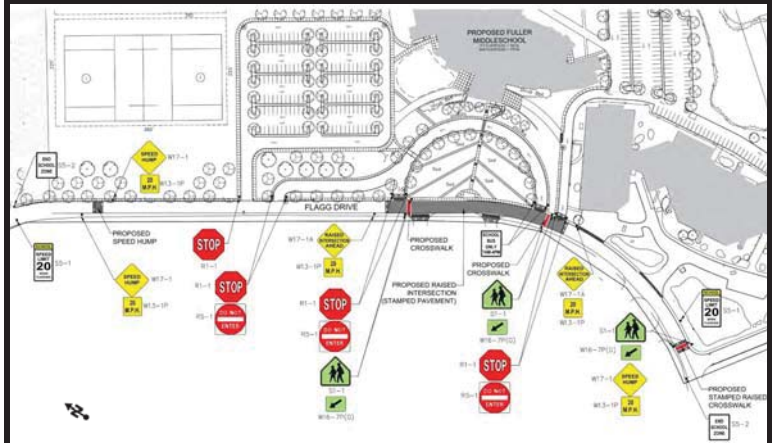 PROPOSED FULLER
MIDDLESCHOOL
END
SCHOOL
ZONE
S5-2
SPEED
HUMP
W17-1
20
M.P.H.
W13-1P
FLAGG DRIVE
PROPOSED
SPEED HUMP
SCHOOL
SPEED
LIMIT
20
S5-1
SPEED
HUMP
W17-1
20
M.P.H.
W13-1P
STOP
R1-1
R1-1
STOP
R5-1
DO NOT
ENTER
W17-1A
RAISED
INTERSECTION
AHEAD
W13-1P
20
M.P.H.
R1-1
STOP
R5-1
DO NOT
ENTER
S1-1
W16-7P(D)
PROPOSED
CROSSWALK
PROPOSED RAISED
INTERSECTION
(STAMPED PAVEMENT)
SCHOOL
BUS
ONLY
PROPOSED
CROSSWALK
S1-1
W16-7P(D)
R1-1
STOP
R5-1
DO NOT
ENTER
RAISED
INTERSECTION
AHEAD
W17-1A
20
M.P.H.
W13-1P
SCHOOL
SPEED
LIMIT
20
S5-1
S1-1
W16-7P(D)
W17-1
SPEED
HUMP
W13-1P
20
M.P.H.
PROPOSED
STAMPED RAISED
CROSSWALK
END
SCHOOL
ZONE
S5-2